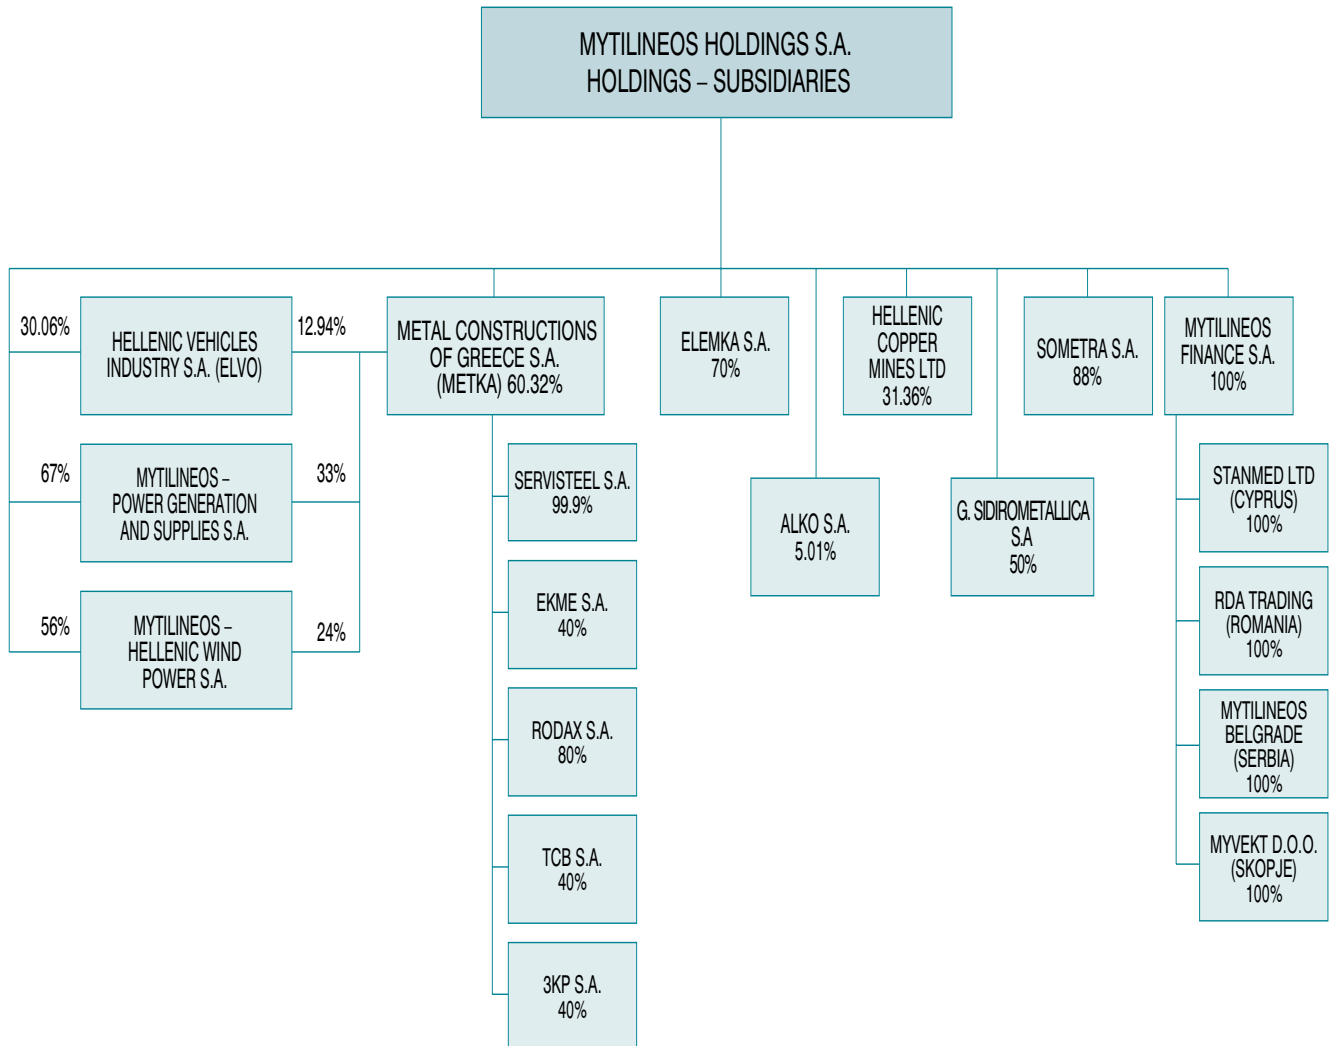 MYTILINEOS HOLDINGS S.A.
HOLDINGS – SUBSIDIARIES
30.06%
HELLENIC VEHICLES
INDUSTRY S.A. (ELVO)
12.94%
METAL CONSTRUCTIONS
OF GREECE S.A.
(METKA) 60.32%
ELEMKA S.A.
70%
HELLENIC
COPPER
MINES LTD
31.36%
SOMETRA S.A.
88%
MYTILINEOS
FINANCE S.A.
100%
67%
MYTILINEOS –
POWER GENERATION
AND SUPPLIES S.A.
33%
SERVISTEEL S.A.
99.9%
ALKO S.A.
5.01%
G. SIDIROMETALLICA
S.A
50%
STANMED LTD
(CYPRUS)
100%
56%
MYTILINEOS –
HELLENIC WIND
POWER S.A.
24%
EKME S.A.
40%
RDA TRADING
(ROMANIA)
100%
RODAX S.A.
80%
MYTILINEOS
BELGRADE
(SERBIA)
100%
TCB S.A.
40%
MYVEKT D.O.O.
(SKOPJE)
100%
3KP S.A.
40%